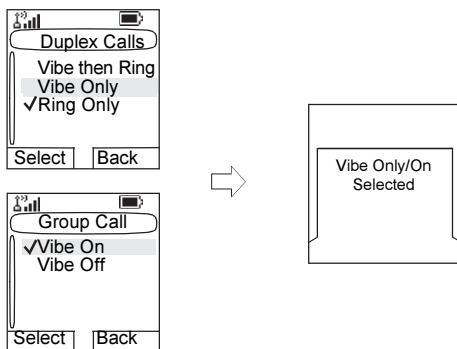 Duplex Calls
Vibe then Ring
Vibe Only
✓Ring Only
Select Back
Group Call
✓Vibe On
Vibe Off
Select Back
Vibe Only/On
Selected